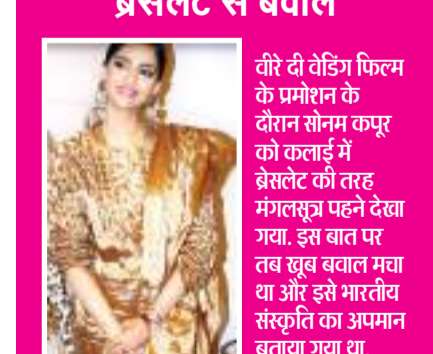 ब्रेसलेट से बवाल
वीरे दी वेडिंग फिल्म
के प्रमोशन के
दौरान सोनम कपूर
को कलाई में
ब्रेसलेट की तरह
मंगलसूत्र पहने देखा
गया. इस बात पर
तब खूब बवाल मचा
था और इसे भारतीय
संस्कृति का अपमान
बताया गया था